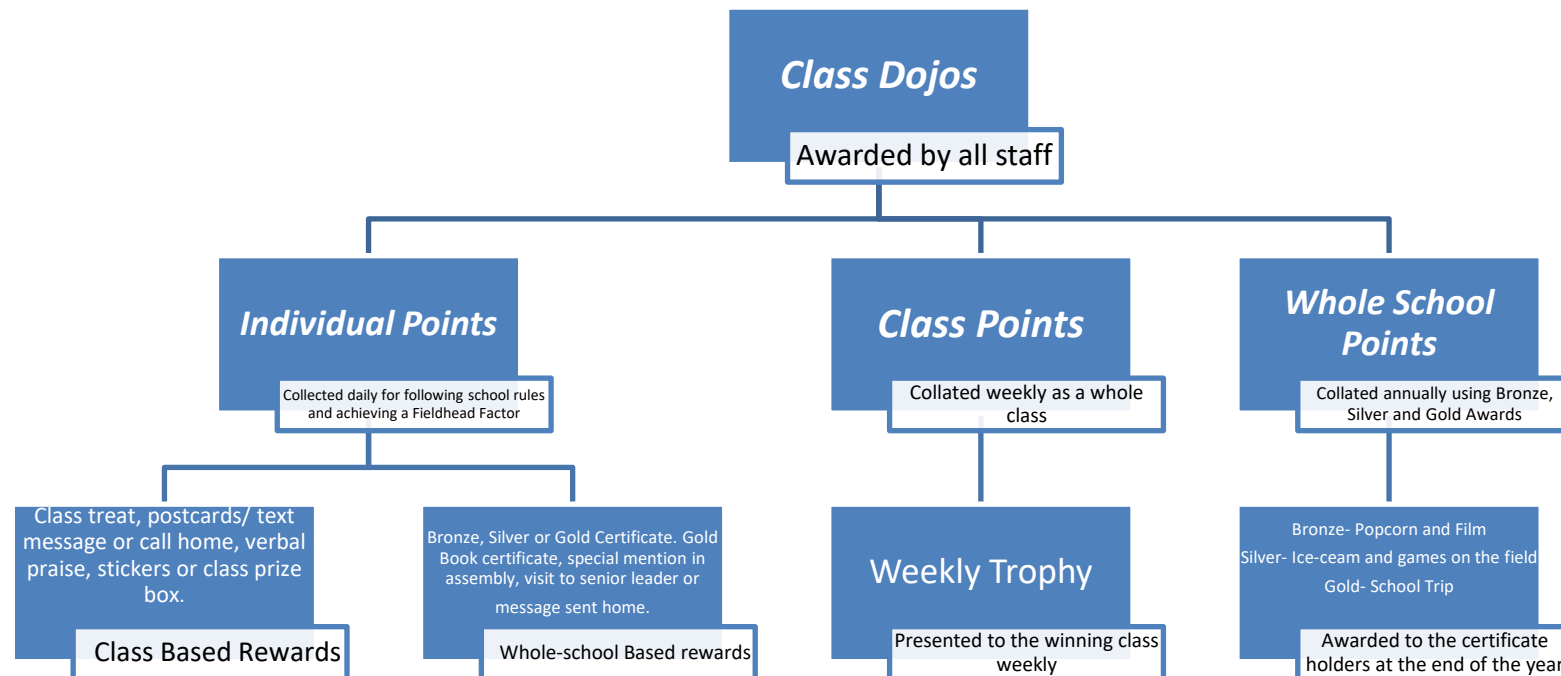 Class Dojos
Awarded by all staff
Individual Points
Collected daily for following school rules
and achieving a Fieldhead Factor
Class Points
Collated weekly as a whole
class
Whole School
Points
Collated annually using Bronze,
Silver and Gold Awards
Class treat, postcards/ text
message or call home, verbal
praise, stickers or class prize
box.
Class Based Rewards
Bronze, Silver or Gold Certificate. Gold
Book certificate, special mention in
assembly, visit to senior leader or
message sent home.
Whole-school Based rewards
Weekly Trophy
Presented to the winning class
weekly
Bronze- Popcorn and Film
Silver- Ice-ceam and games on the field
Gold- School Trip
Awarded to the certificate
holders at the end of the year